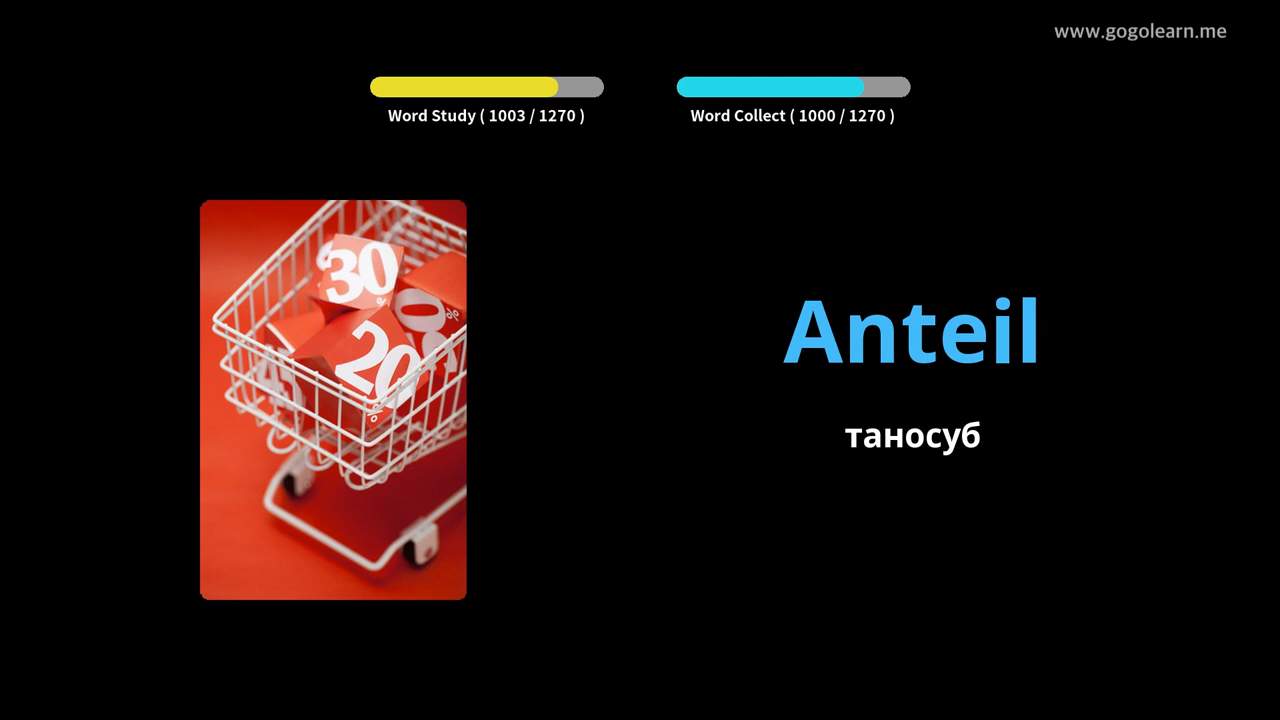 www.gogolearn.me
Word Study ( 1003 / 1270 )
Word Collect ( 1000 / 1270 )
30
%
20
%
Anteil
таносуб